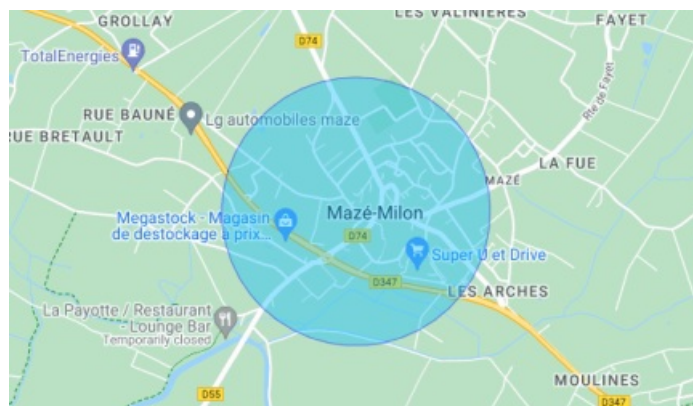 GROLLAY
LES VALINIÈRES
FAYET
D74
TotalEnergies
Rte de Fayet
RUE BAUNÉ
Lg automobiles maze
RUE BRETAULT
LA FUE
MAZÉ
Megastock - Magasin
de destockage à prix...
Mazé-Milon
D74
Super U et Drive
D347
LES ARCHES
La Payotte / Restaurant
- Lounge Bar
Temporarily closed
D55
MOULINES
D347